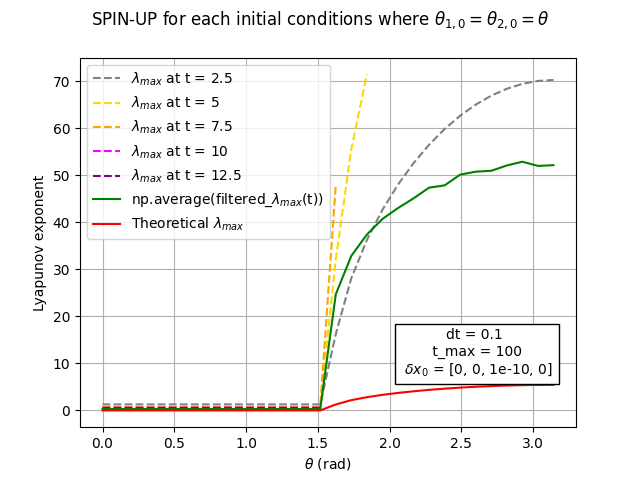 SPIN-UP for each initial conditions where θ₁,₀ = θ₂,₀ = θ
70
60
50
40
30
20
10
0
Lyapunov exponent
λₘₐₓ at t = 2.5
λₘₐₓ at t = 5
λₘₐₓ at t = 7.5
λₘₐₓ at t = 10
λₘₐₓ at t = 12.5
np.average(filtered_λₘₐₓ(t))
Theoretical λₘₐₓ
dt = 0.1
t_max = 100
δx₀ = [0, 0, 1e-10, 0]
0.0 0.5 1.0 1.5 2.0 2.5 3.0
θ (rad)